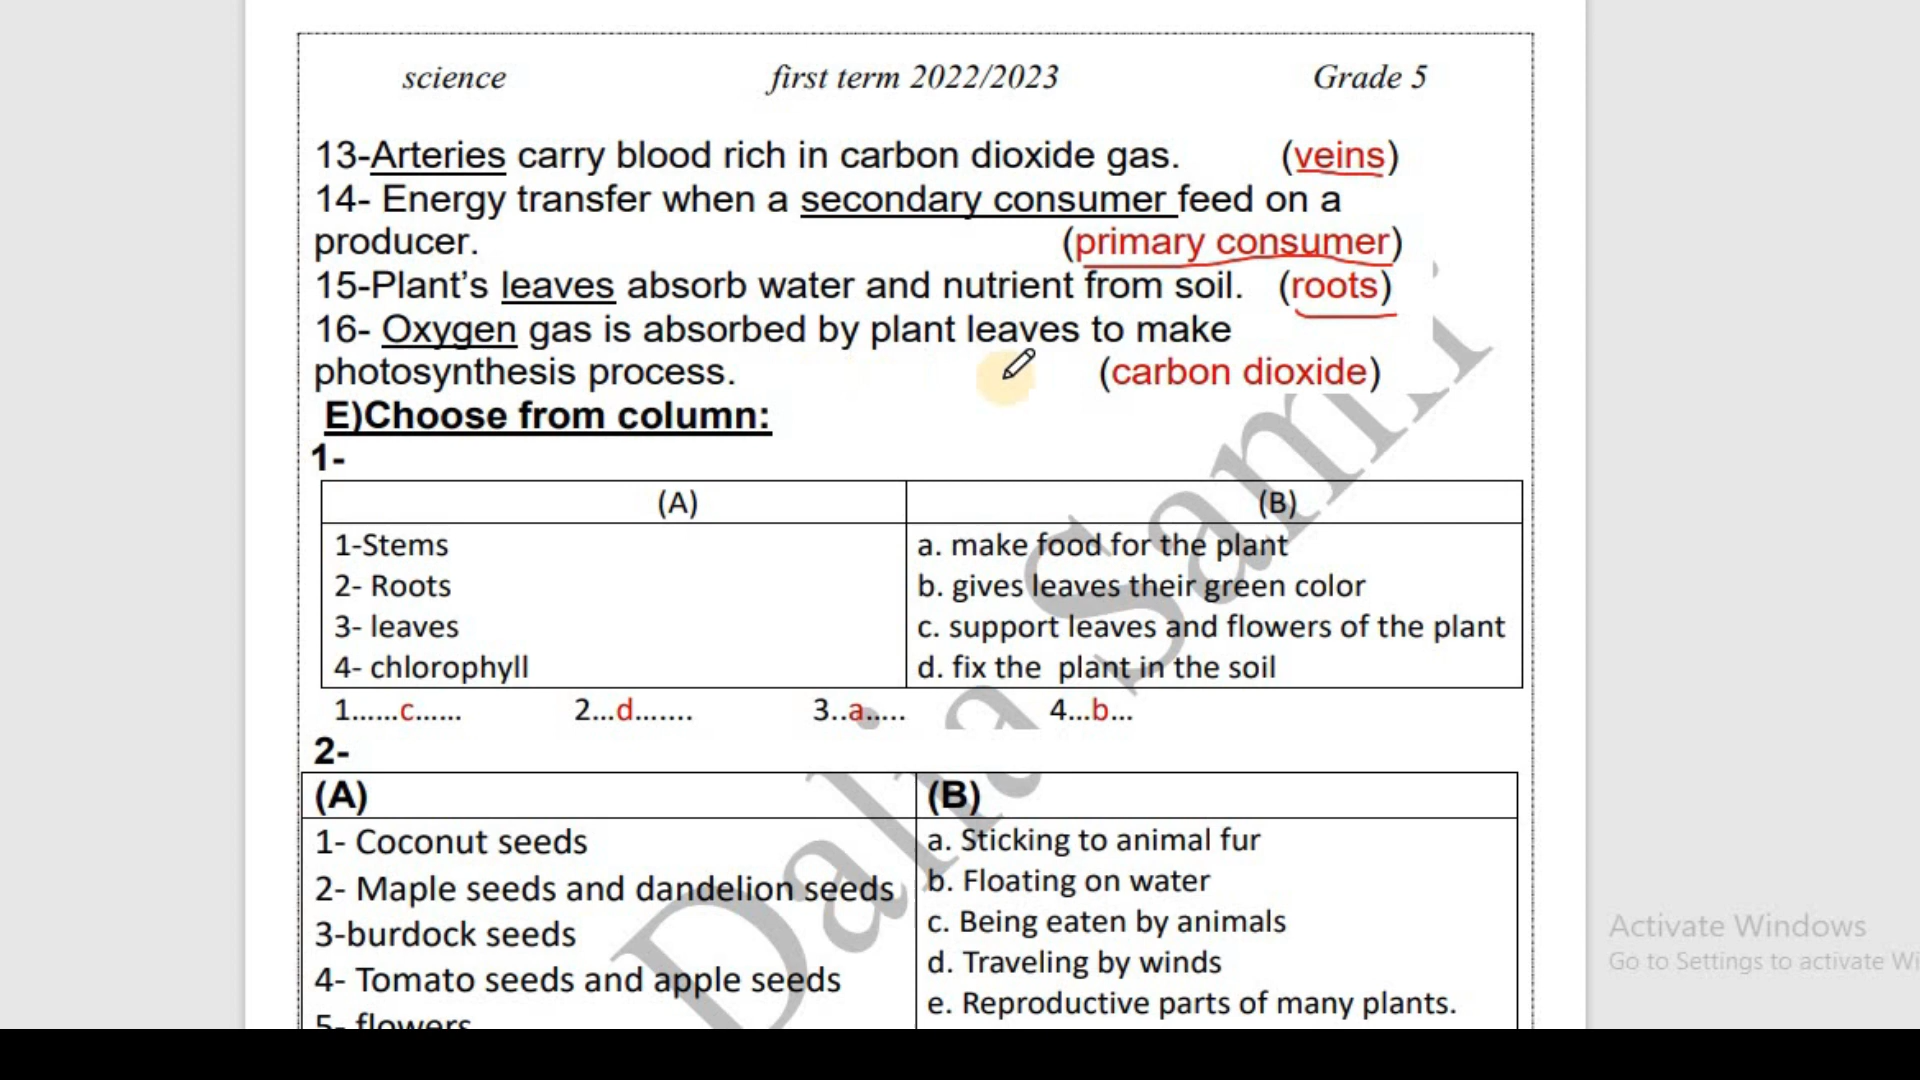 science first term 2022/2023 Grade 5
13-Arteries carry blood rich in carbon dioxide gas. (veins)
14- Energy transfer when a secondary consumer feed on a
producer. (primary consumer)
15-Plant’s leaves absorb water and nutrient from soil. (roots)
16- Oxygen gas is absorbed by plant leaves to make
photosynthesis process. (carbon dioxide)
E)Choose from column:
1-
(A) (B)
1-Stems a. make food for the plant
2- Roots b. gives leaves their green color
3- leaves c. support leaves and flowers of the plant
4- chlorophyll d. fix the plant in the soil
1......c...... 2...d....... 3..a..... 4...b...
2-
(A) (B)
1- Coconut seeds a. Sticking to animal fur
2- Maple seeds and dandelion seeds b. Floating on water
3-burdock seeds c. Being eaten by animals
4- Tomato seeds and apple seeds d. Traveling by winds
5- flowers e. Reproductive parts of many plants.
Dalia Sami
Activate Windows
Go to Settings to activate Wi